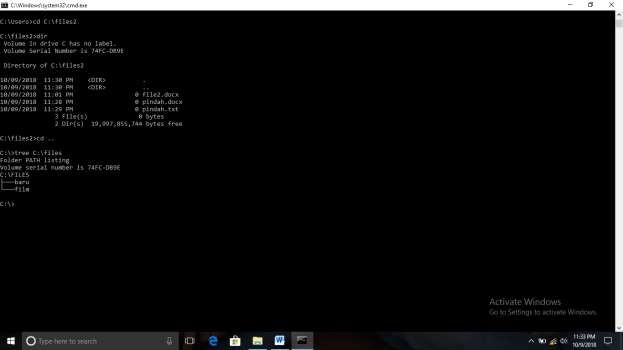 C:\Windows\system32\cmd.exe
C:\Users>cd C:\files2
C:\files2>dir
Volume in drive C has no label.
Volume Serial Number is 74FC-DB9E
Directory of C:\files2
10/09/2018 11:30 PM <DIR> .
10/09/2018 11:30 PM <DIR> ..
10/09/2018 11:01 PM 0 file2.docx
10/09/2018 11:28 PM 0 pindah.docx
10/09/2018 11:29 PM 0 pindah.txt
3 File(s) 0 bytes
2 Dir(s) 19,997,855,744 bytes free
C:\files2>cd ..
C:\>tree C:\files
Folder PATH listing
Volume serial number is 74FC-DB9E
C:\FILES
├───baru
└───film
C:\>
Activate Windows
Go to Settings to activate Windows.
Type here to search
11:33 PM
10/9/2018